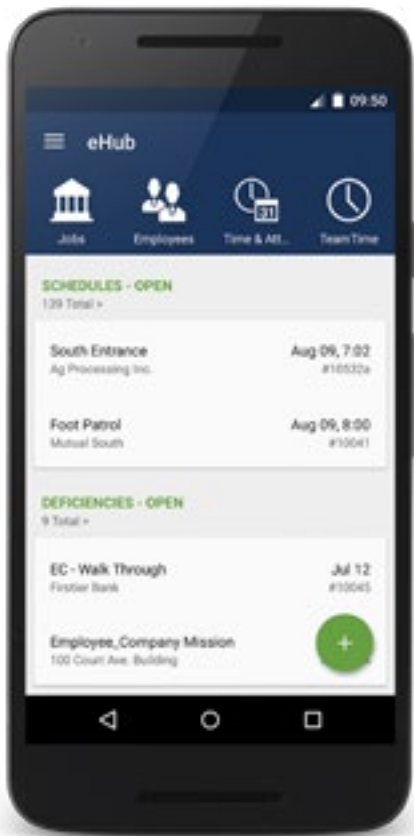 09:50
eHub
Jobs
Employees
Time & Att...
Team Time
SCHEDULES - OPEN
139 Total »
South Entrance
Aug 09, 7:02
Ag Processing Inc.
#10532a
Foot Patrol
Aug 09, 8:00
Mutual South
#10041
DEFICIENCIES - OPEN
9 Total »
EC - Walk Through
Jul 12
Firstier Bank
#10045
Employee_Company Mission
100 Court Ave. Building